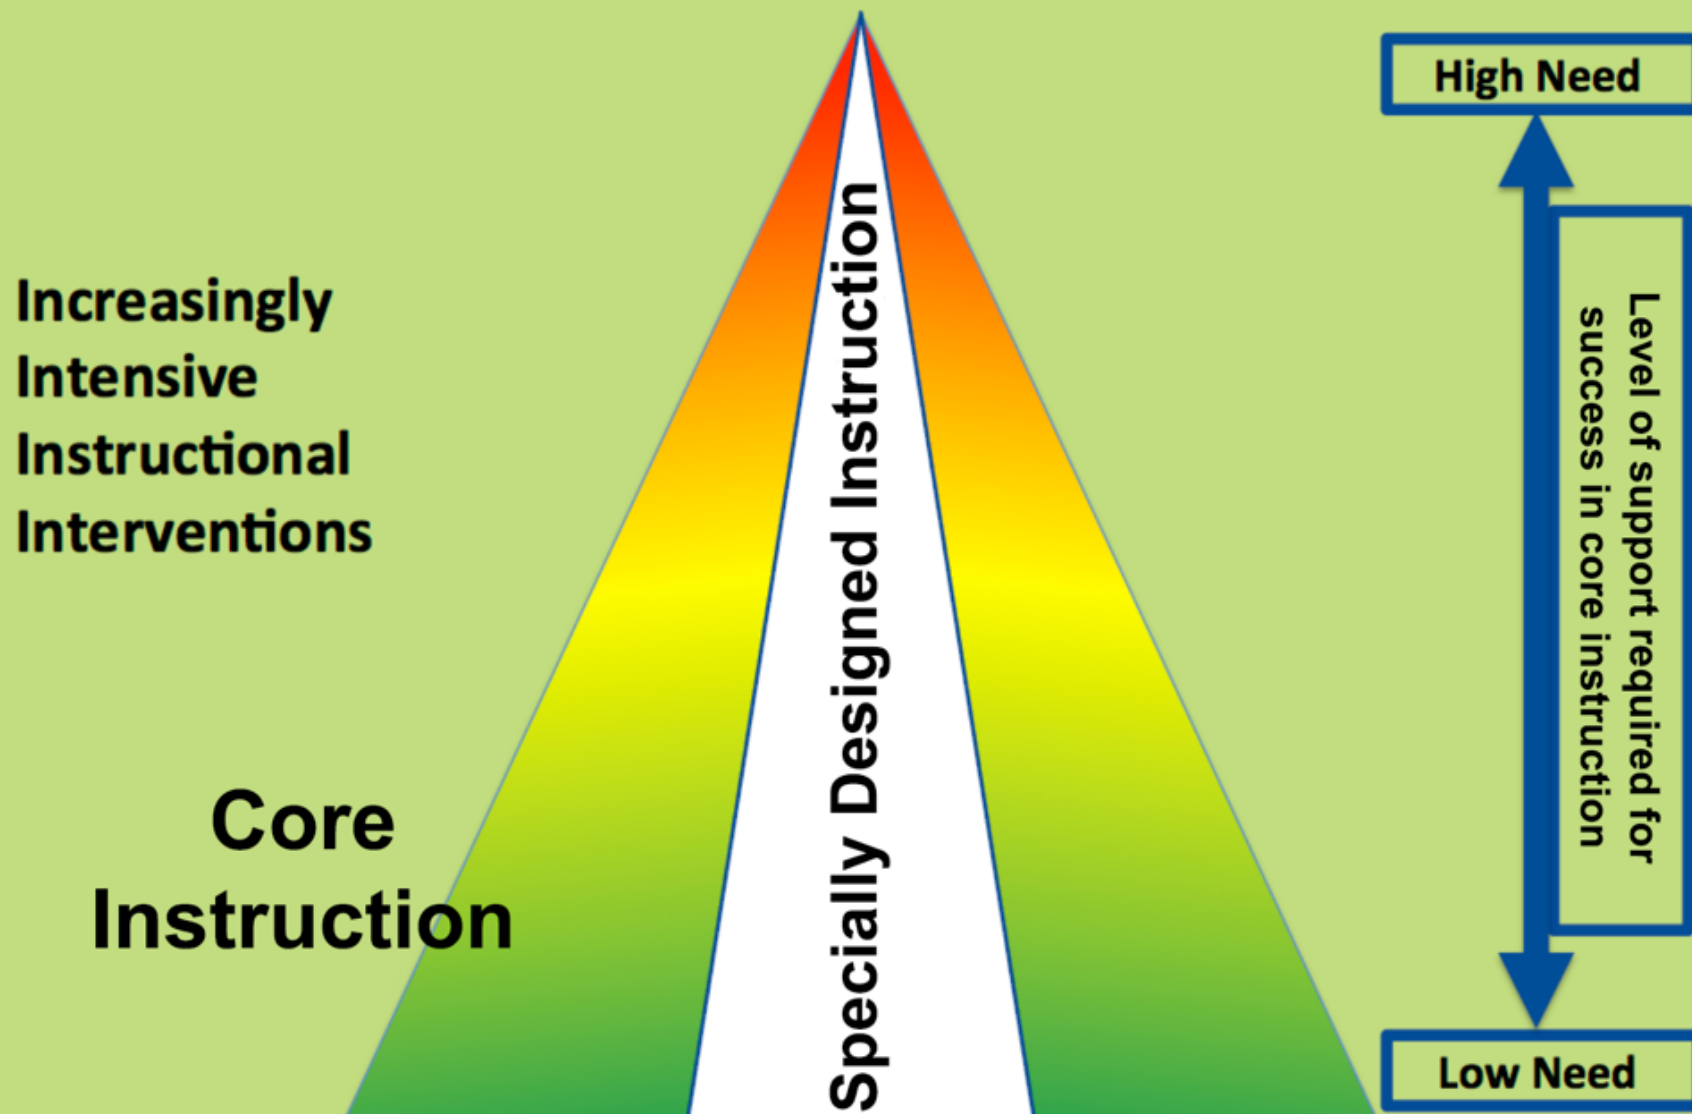 Increasingly
Intensive
Instructional
Interventions
Core
Instruction
Specially Designed Instruction
High Need
Level of support required for
success in core instruction
Low Need